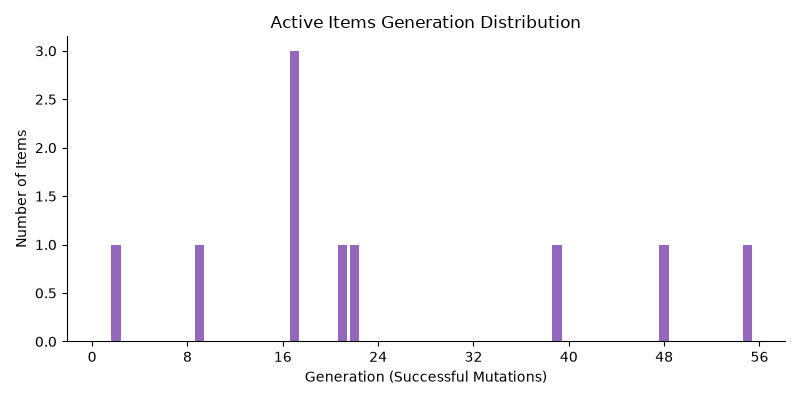 Active Items Generation Distribution
3.0
2.5
2.0
1.5
1.0
0.5
0.0
Number of Items
0 8 16 24 32 40 48 56
Generation (Successful Mutations)